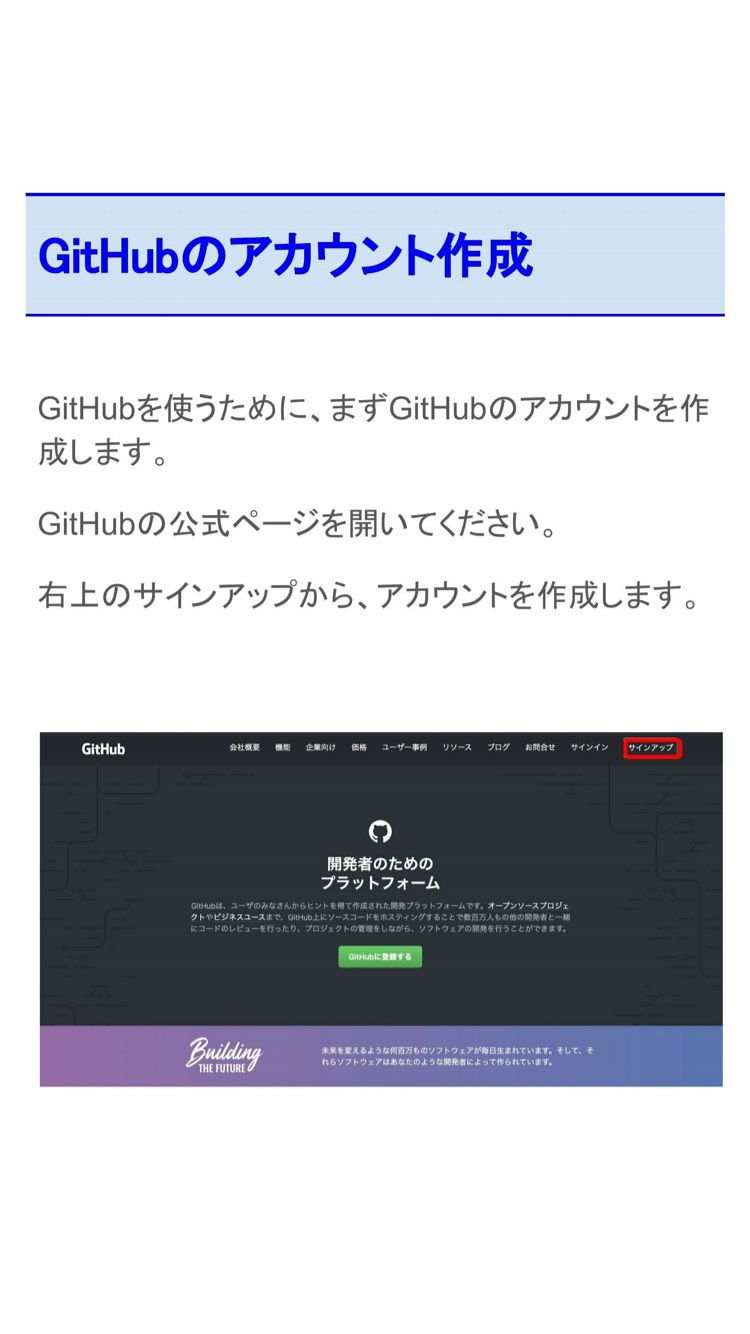 GitHubのアカウント作成
GitHubを使うために、まずGitHubのアカウントを作
成します。
GitHubの公式ページを開いてください。
右上のサインアップから、アカウントを作成します。
GitHub 会社概要 機能 企業向け 価格 ユーザー事例 リソース ブログ お問合せ サインイン サインアップ
開発者のための
プラットフォーム
GitHubは、ユーザのみなさんからヒントを得て作成された開発プラットフォームです。オープンソースプロジェ
クトやビジネスユースまで、GitHub上にソースコードをホスティングすることで数百万人もの他の開発者と一緒
にコードのレビューを行ったり、プロジェクトの管理をしながら、ソフトウェアの開発を行うことができます。
GitHubに登録する
Building
THE FUTURE
未来を変えるような何百万ものソフトウェアが毎日生まれています。そして、そ
れらソフトウェアはあなたのような開発者によって作られています。